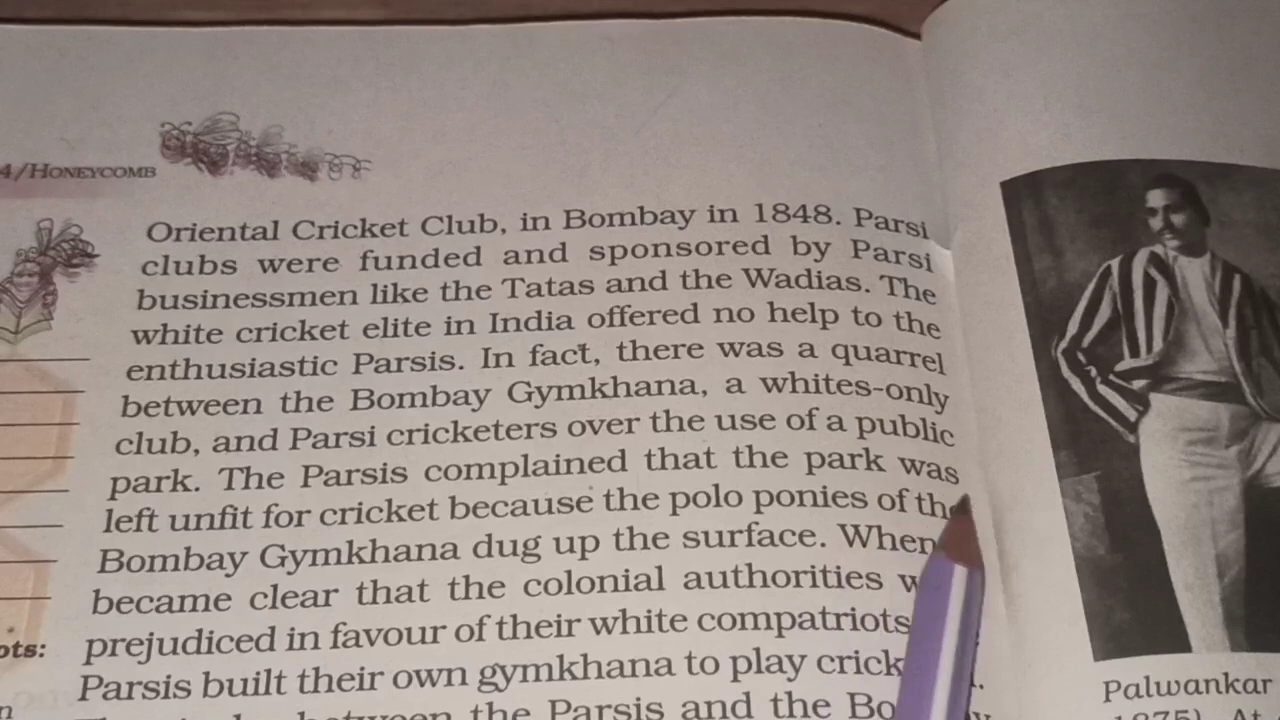 4/HONEYCOMB
Oriental Cricket Club, in Bombay in 1848. Parsi
clubs were funded and sponsored by Parsi
businessmen like the Tatas and the Wadias. The
white cricket elite in India offered no help to the
enthusiastic Parsis. In fact, there was a quarrel
between the Bombay Gymkhana, a whites-only
club, and Parsi cricketers over the use of a public
park. The Parsis complained that the park was
left unfit for cricket because the polo ponies of the
Bombay Gymkhana dug up the surface. When
became clear that the colonial authorities
prejudiced in favour of their white compatriots
ots:
Parsis built their own gymkhana to play
between the Parsis and the
Palwankar
1875). At